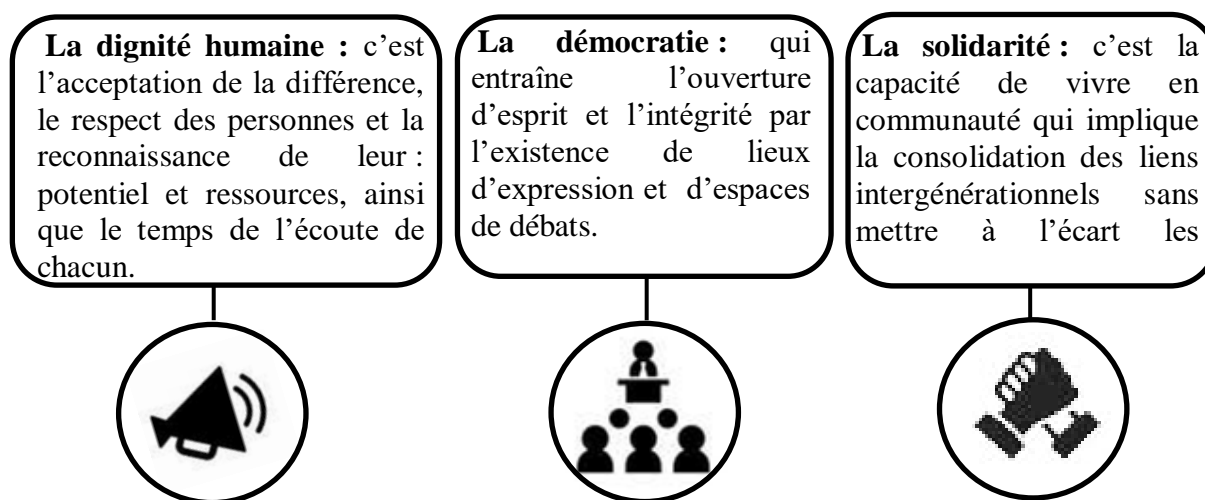 La dignité humaine : c’est
l’acceptation de la différence,
le respect des personnes et la
reconnaissance de leur :
potentiel et ressources, ainsi
que le temps de l’écoute de
chacun.
La démocratie : qui
entraîne l’ouverture
d’esprit et l’intégrité par
l’existence de lieux
d’expression et d’espaces
de débats.
La solidarité : c’est la
capacité de vivre en
communauté qui implique
la consolidation des liens
intergénérationnels sans
mettre à l’écart les